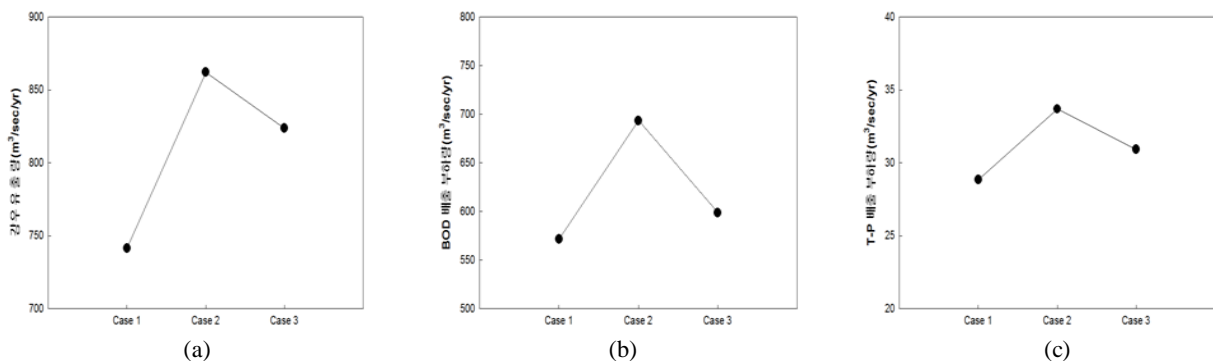 강우 유출량(m³/sec/yr)
900
850
800
750
700
Case 1 Case 2 Case 3
(a)
BOD 배출 부하량(m³/sec/yr)
800
700
650
600
550
500
Case 1 Case 2 Case 3
(b)
T-P 배출 부하량(m³/sec/yr)
40
35
30
25
20
Case 1 Case 2 Case 3
(c)